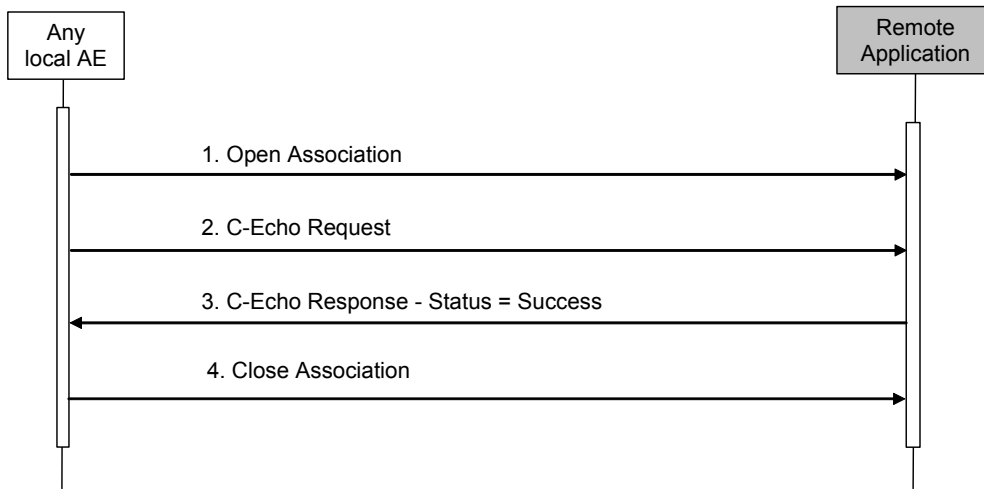 Any
local AE
Remote
Application
1. Open Association
2. C-Echo Request
3. C-Echo Response - Status = Success
4. Close Association